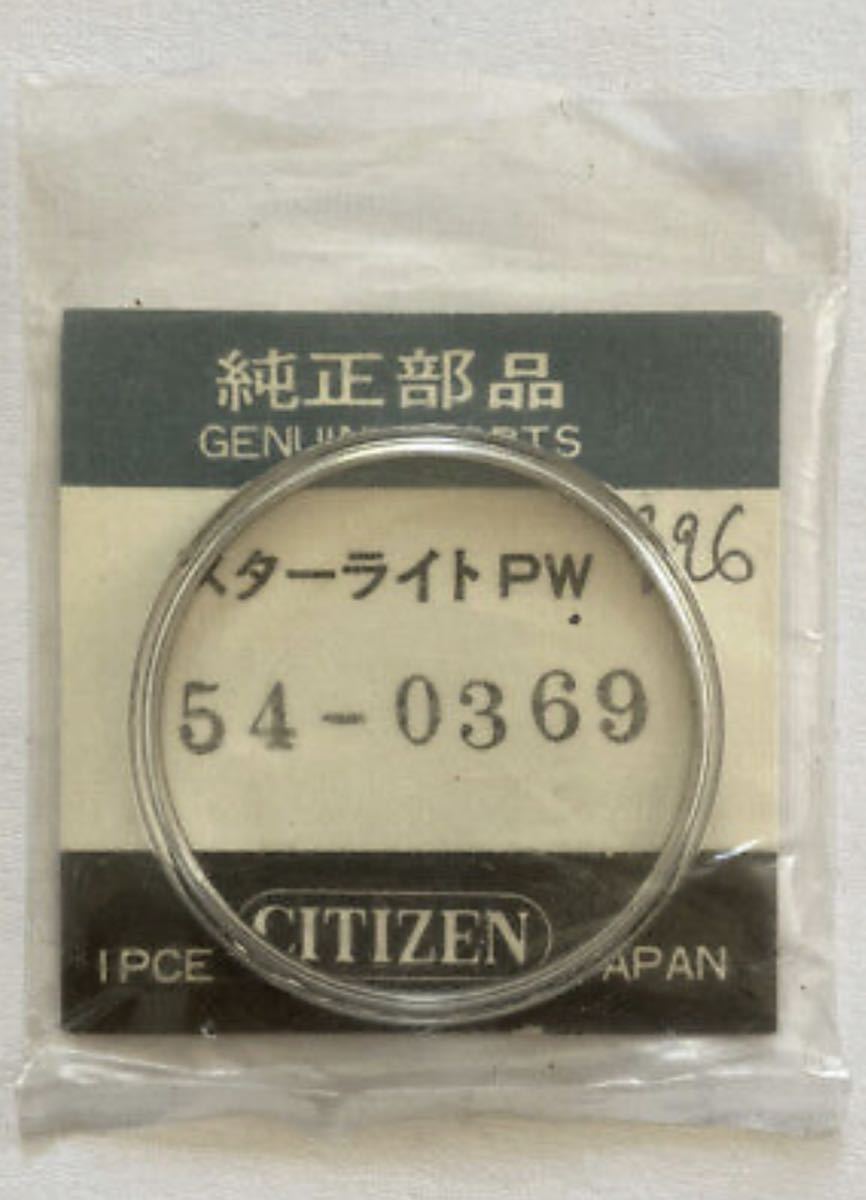 純正部品
GENUINE PARTS
スターライトPW
54-0369
CITIZEN
1PCE JAPAN